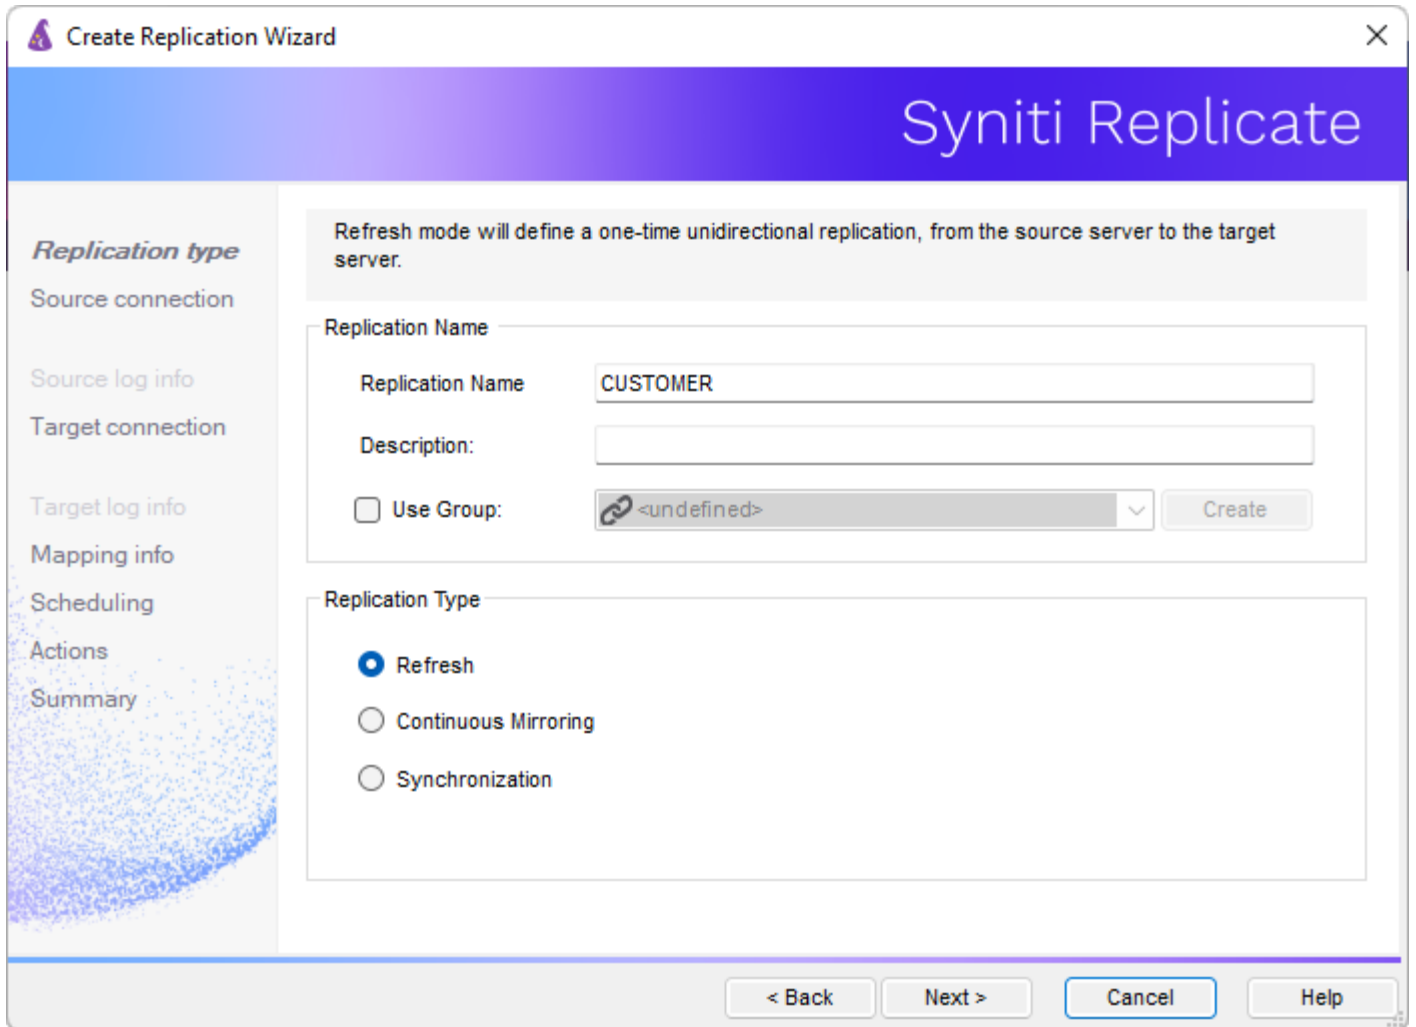 Create Replication Wizard
Syniti Replicate
Replication type
Source connection
Source log info
Target connection
Target log info
Mapping info
Scheduling
Actions
Summary
Refresh mode will define a one-time unidirectional replication, from the source server to the target
server.
Replication Name
Replication Name CUSTOMER
Description:
Use Group: <undefined> Create
Replication Type
Refresh
Continuous Mirroring
Synchronization
< Back Next > Cancel Help